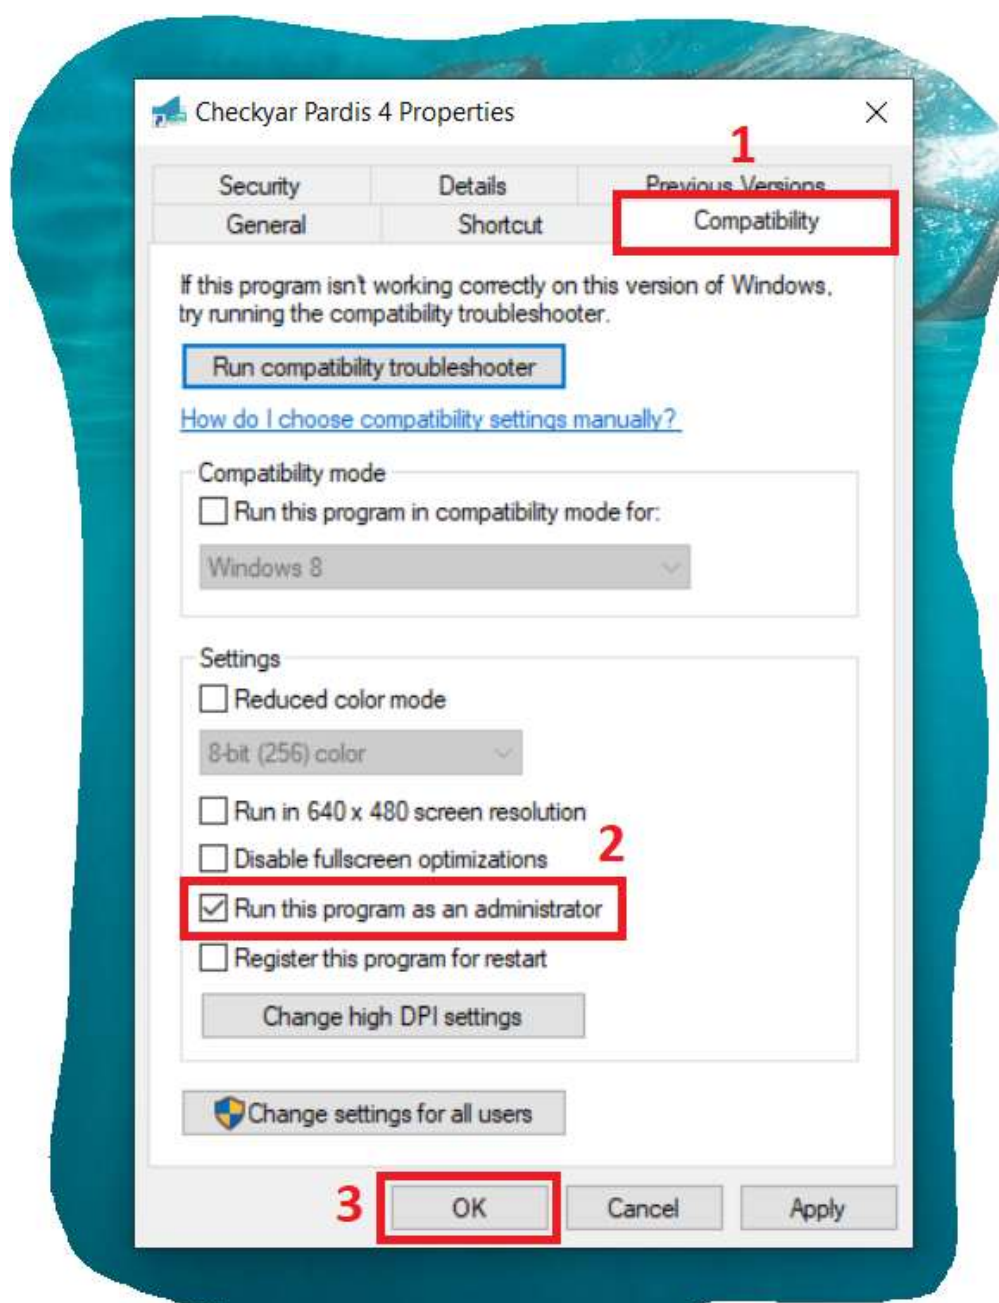 Checkyar Pardis 4 Properties
1
Security Details Previous Versions
General Shortcut Compatibility
If this program isn't working correctly on this version of Windows,
try running the compatibility troubleshooter.
Run compatibility troubleshooter
How do I choose compatibility settings manually?
Compatibility mode
Run this program in compatibility mode for:
Windows 8
Settings
Reduced color mode
8-bit (256) color
Run in 640 x 480 screen resolution
2
Disable fullscreen optimizations
Run this program as an administrator
Register this program for restart
Change high DPI settings
Change settings for all users
3 OK Cancel Apply